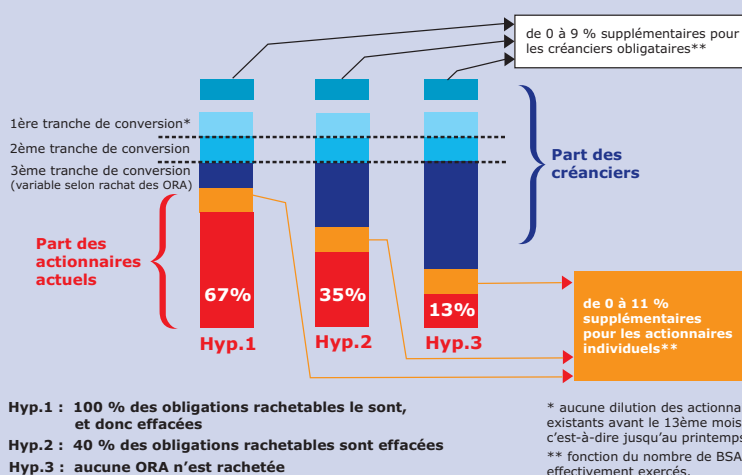 de 0 à 9 % supplémentaires pour
les créanciers obligataires**
1ère tranche de conversion*
2ème tranche de conversion
3ème tranche de conversion
(variable selon rachat des ORA)
Part des
créanciers
Part des
actionnaires
actuels
67%
35%
13%
Hyp.1
Hyp.2
Hyp.3
de 0 à 11 %
supplémentaires
pour les actionnaires
individuels**
Hyp.1 : 100 % des obligations rachetables le sont,
et donc effacées
Hyp.2 : 40 % des obligations rachetables sont effacées
Hyp.3 : aucune ORA n'est rachetée
* aucune dilution des actionna
existants avant le 13ème mois
c'est-à-dire jusqu'au printemps
** fonction du nombre de BSA
effectivement exercés.